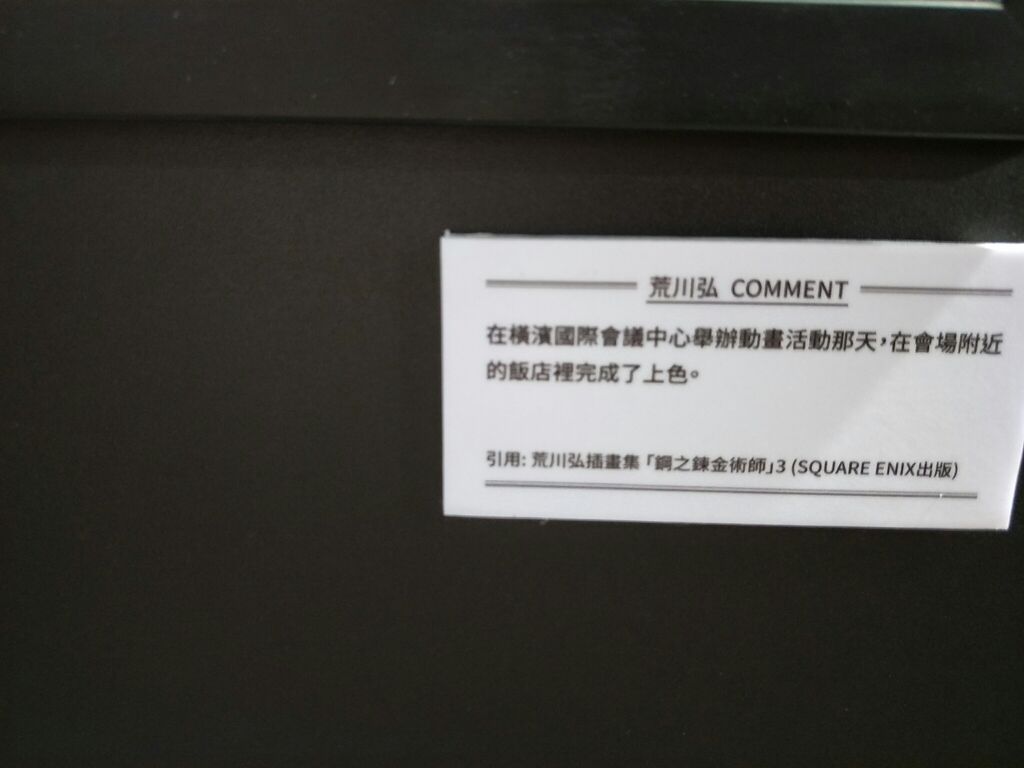 荒川弘 COMMENT
在橫濱國際會議中心舉辦動畫活動那天，在會場附近
的飯店裡完成了上色。
引用: 荒川弘插畫集「鋼之鍊金術師」3 (SQUARE ENIX出版)